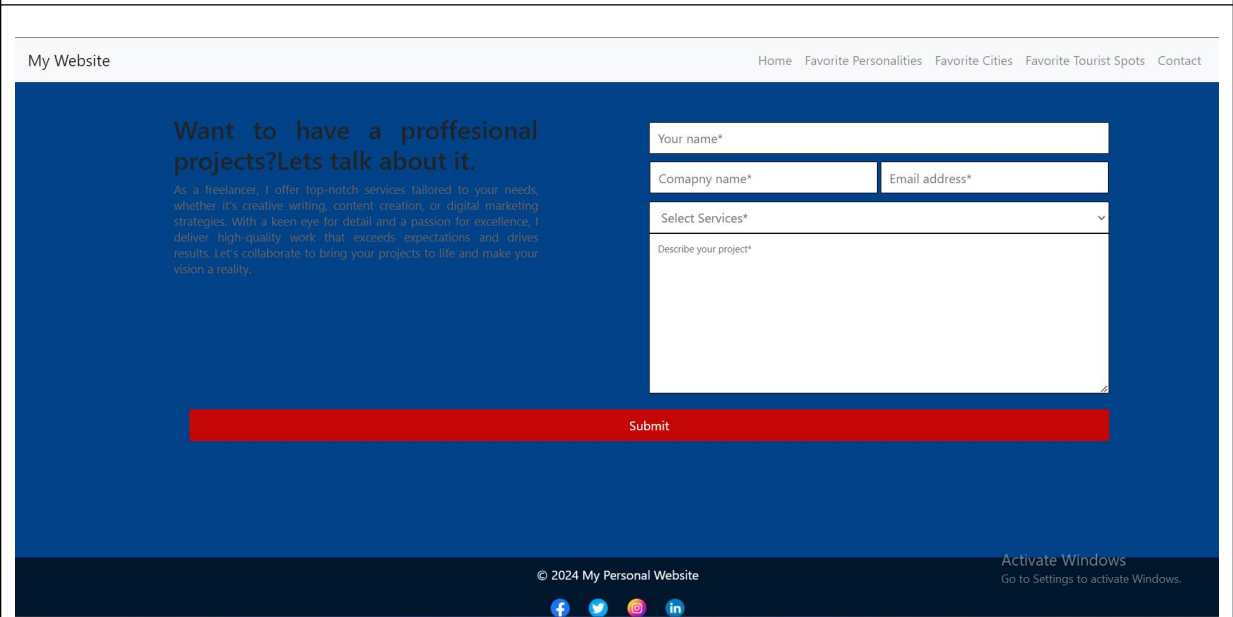 My Website
Home Favorite Personalities Favorite Cities Favorite Tourist Spots Contact
Want to have a proffesional
projects?Lets talk about it.
As a freelancer, I offer top-notch services tailored to your needs,
whether it's creative writing, content creation, or digital marketing
strategies. With a keen eye for detail and a passion for excellence, I
deliver high-quality work that exceeds expectations and drives
results. Let's collaborate to bring your projects to life and make your
vision a reality.
Your name*
Comapny name* Email address*
Select Services*
Describe your project*
Submit
© 2024 My Personal Website
Activate Windows
Go to Settings to activate Windows.
f
in